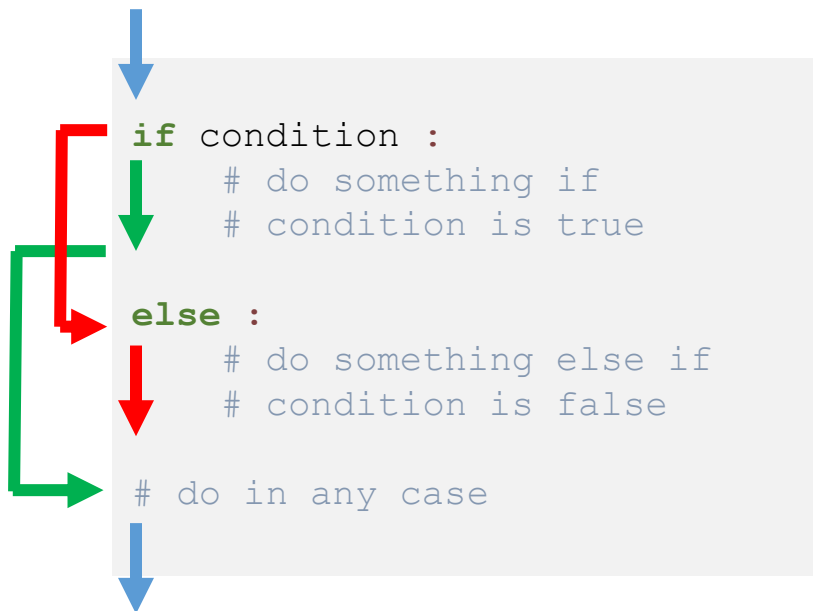 if condition :
# do something if
# condition is true
else :
# do something else if
# condition is false
# do in any case